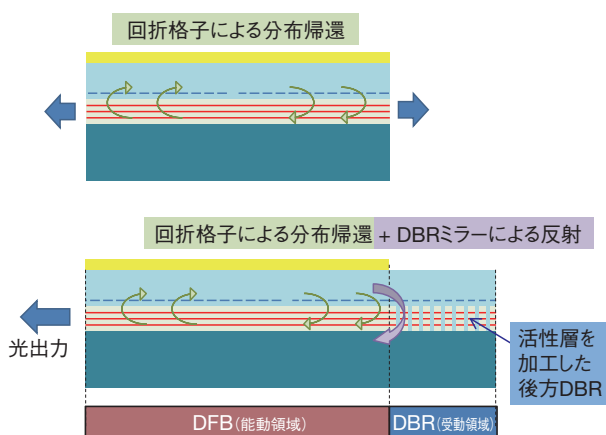 回折格子による分布帰還
回折格子による分布帰還 + DBRミラーによる反射
光出力
活性層を
加工した
後方DBR
DFB(能動領域)
DBR(受動領域)